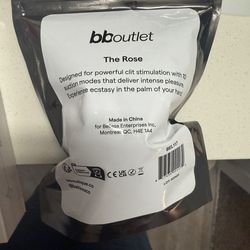 bboutlet
The Rose
Designed for powerful clit stimulation with 10
suction modes that deliver intense pleasure.
Experience ecstasy in the palm of your hand.
Made in China
for Enterprises Inc,
Montreal QC, H4E 1A4